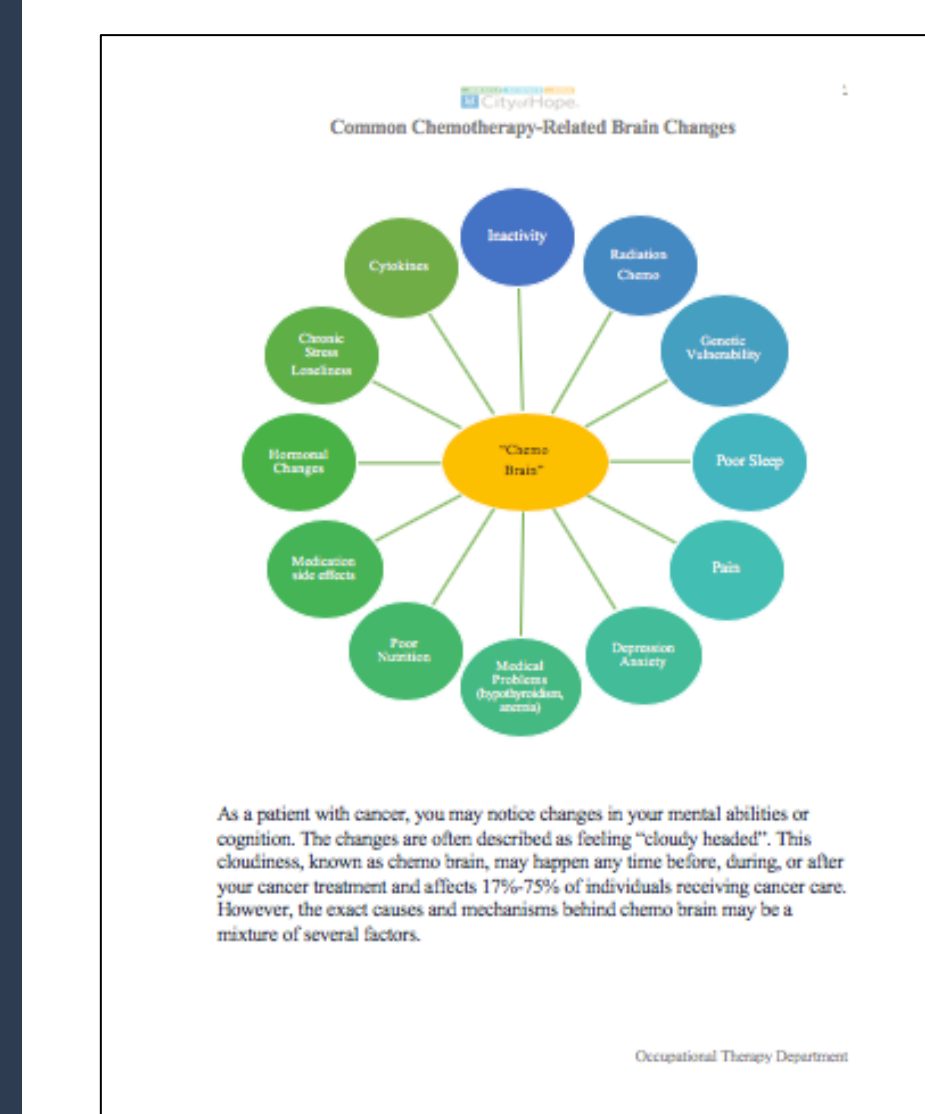 CityofHope.
Common Chemotherapy-Related Brain Changes
Inactivity
Radiation
Chemo
Genetic
Vulnerability
Poor Sleep
Pain
Depression
Anxiety
Medical
Problems
(hypothyroidism,
anemia)
Poor
Nutrition
Medication
side effects
Hormonal
Changes
Chronic
Stress
Loneliness
Cytokines
"Chemo
Brain"
As a patient with cancer, you may notice changes in your mental abilities or
cognition. The changes are often described as feeling “cloudy headed”. This
cloudiness, known as chemo brain, may happen any time before, during, or after
your cancer treatment and affects 17%-75% of individuals receiving cancer care.
However, the exact causes and mechanisms behind chemo brain may be a
mixture of several factors.
Occupational Therapy Department